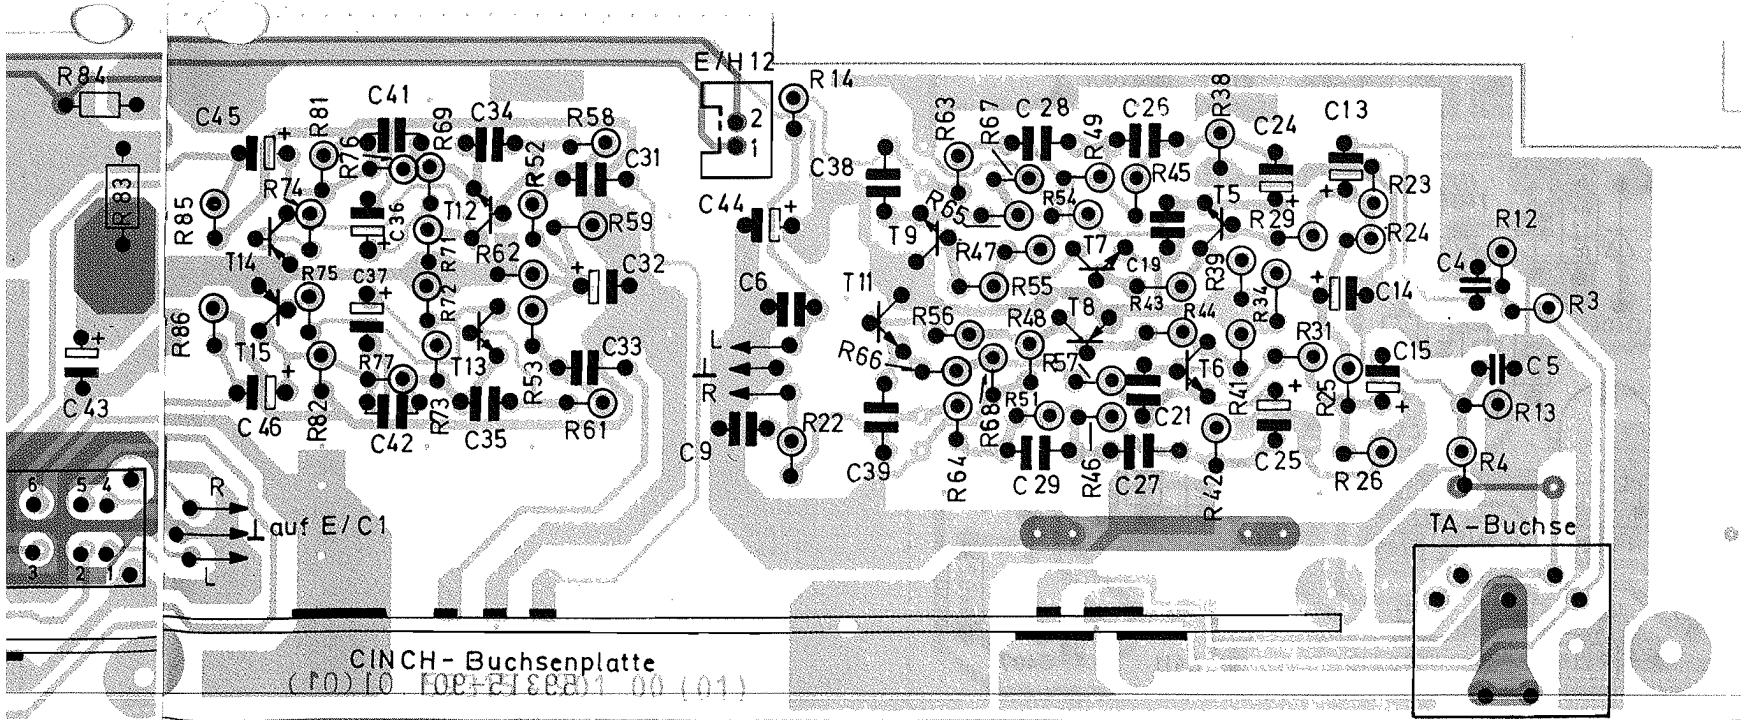 R84
R83
C43
6 5 4
3 2 1
C45
R81
C41
R69
C34
R58
R76
R52
C31
R74
R85
T12
C36
R59
R71
R62
T14
R75
C37
R72
C32
R86
T15
R77
T13
R53
C33
C46
R82
C42
R73
C35
R61
R
⊥ auf E/C1
L
E/H12
2
1
R14
C38
C44
C6
T11
L
⊥
R
C9
R22
C39
R63
R67
C28
R49
C26
R38
C13
C24
R65
R54
R45
T5
R23
T9
R47
T7
R29
R24
C19
R39
R55
R43
R34
C14
R56
R48
T8
R44
R31
R66
R57
T6
C15
R68
R51
C21
R41
R25
R64
C29
R46
C27
R42
C25
R26
R12
C4
R3
C5
R13
R4
TA-Buchse
CINCH-Buchsenplatte
00 (01)